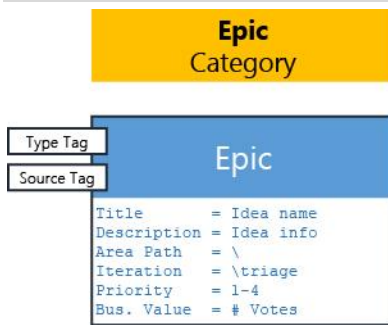 Epic
Category
Type Tag
Source Tag
Epic
Title = Idea name
Description = Idea info
Area Path = \
Iteration = \triage
Priority = 1-4
Bus. Value = # Votes